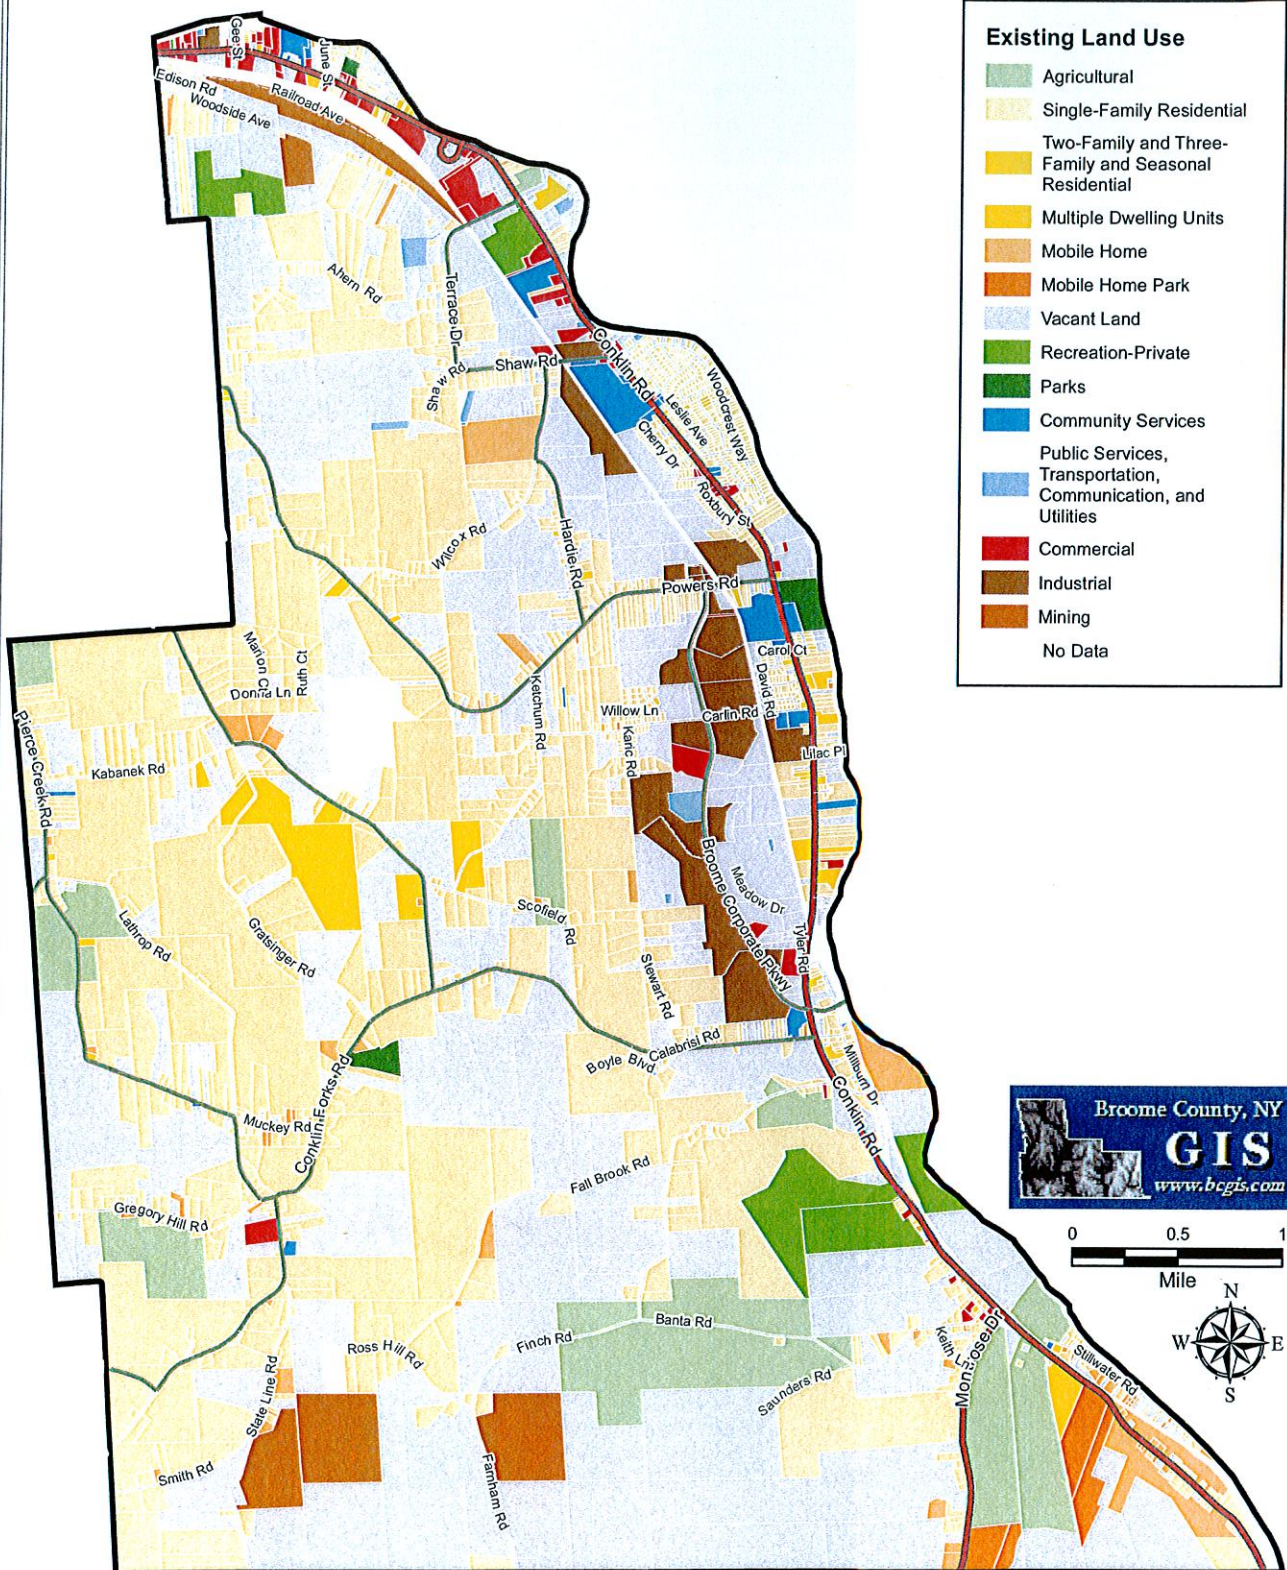 Existing Land Use
Agricultural
Single-Family Residential
Two-Family and Three-
Family and Seasonal
Residential
Multiple Dwelling Units
Mobile Home
Mobile Home Park
Vacant Land
Recreation-Private
Parks
Community Services
Public Services,
Transportation,
Communication, and
Utilities
Commercial
Industrial
Mining
No Data
Gee St
June St
Edison Rd
Railroad Ave
Woodside Ave
Ahern Rd
Terrace Dr
Conklin Rd
Shaw Rd
Shaw Rd
Woodcrest Way
Leslie Ave
Cherry Dr
Roxbury St
Wilcox Rd
Hardie Rd
Powers Rd
Marion Ct
Ruth Ct
Donna Ln
Carol Ct
David Rd
Ketchum Rd
Willow Ln
Carlin Rd
Karic Rd
Lilac Pl
Pierce Creek Rd
Kabanek Rd
Broome Corporate Pkwy
Meadow Dr
Scofield Rd
Lathrop Rd
Gratsinger Rd
Tyler Rd
Stewart Rd
Boyle Blvd
Calabrisi Rd
Millburn Dr
Conklin Rd
Conklin Forks Rd
Muckey Rd
Fall Brook Rd
Gregory Hill Rd
Broome County, NY
GIS
www.bcgis.com
0 0.5 1
Mile
N
W E
S
Banta Rd
Finch Rd
Ross Hill Rd
Keith Ln
Montrose Dr
Stillwater Rd
Saunders Rd
State Line Rd
Smith Rd
Farnham Rd